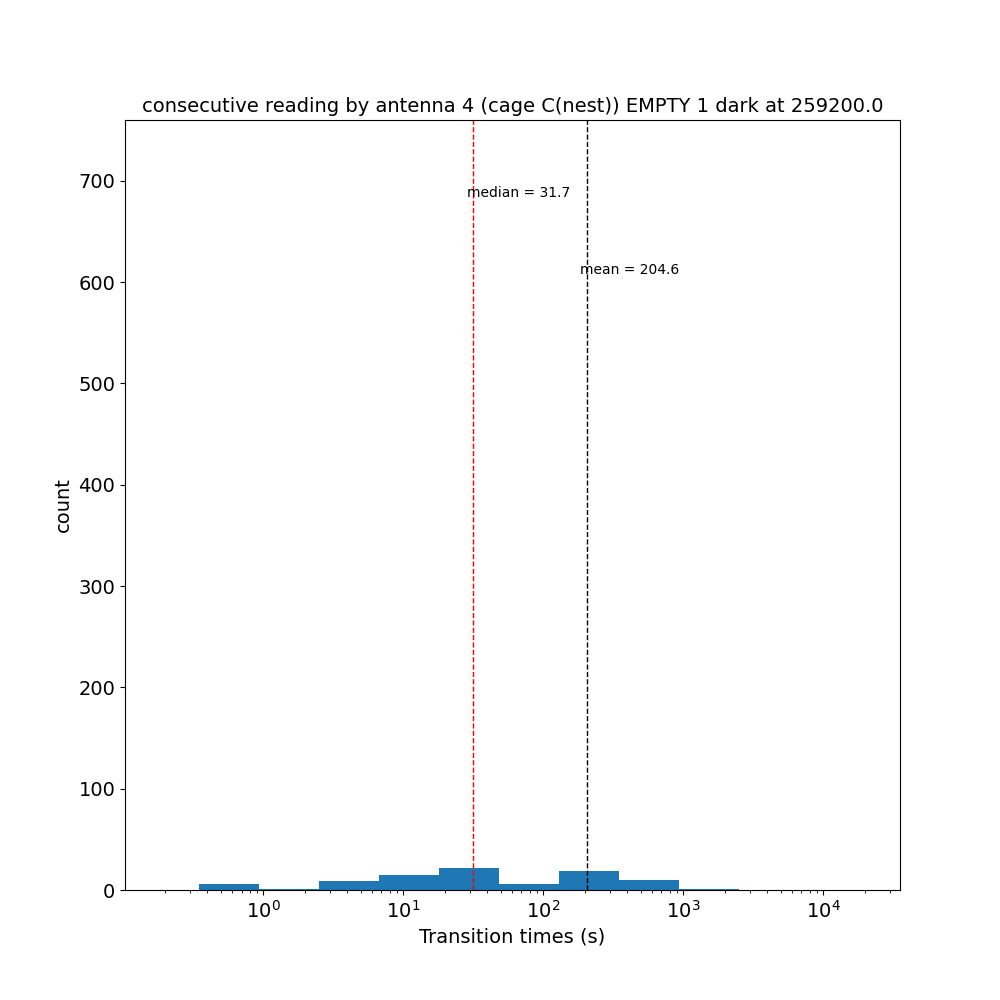 consecutive reading by antenna 4 (cage C(nest)) EMPTY 1 dark at 259200.0
median = 31.7
mean = 204.6
700
600
500
400
300
200
100
0
count
10⁰ 10¹ 10² 10³ 10⁴
Transition times (s)